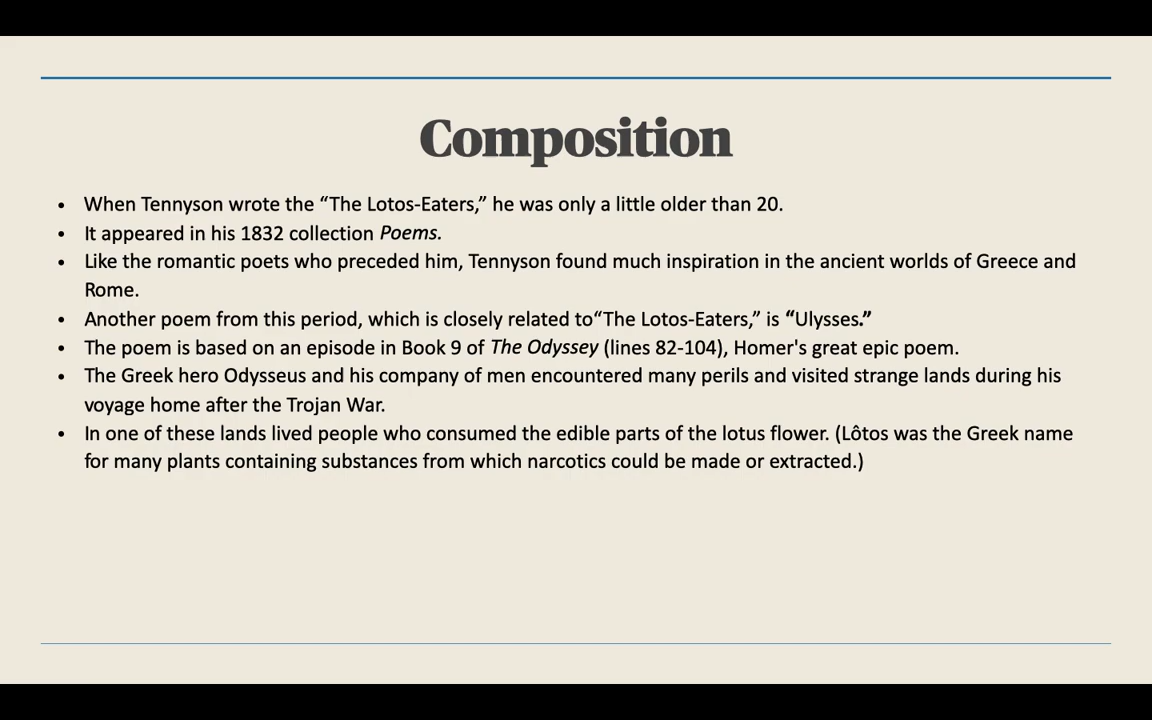 Composition
• When Tennyson wrote the “The Lotos-Eaters,” he was only a little older than 20.
• It appeared in his 1832 collection Poems.
• Like the romantic poets who preceded him, Tennyson found much inspiration in the ancient worlds of Greece and
Rome.
• Another poem from this period, which is closely related to“The Lotos-Eaters,” is “Ulysses.”
• The poem is based on an episode in Book 9 of The Odyssey (lines 82-104), Homer's great epic poem.
• The Greek hero Odysseus and his company of men encountered many perils and visited strange lands during his
voyage home after the Trojan War.
• In one of these lands lived people who consumed the edible parts of the lotus flower. (Lôtos was the Greek name
for many plants containing substances from which narcotics could be made or extracted.)